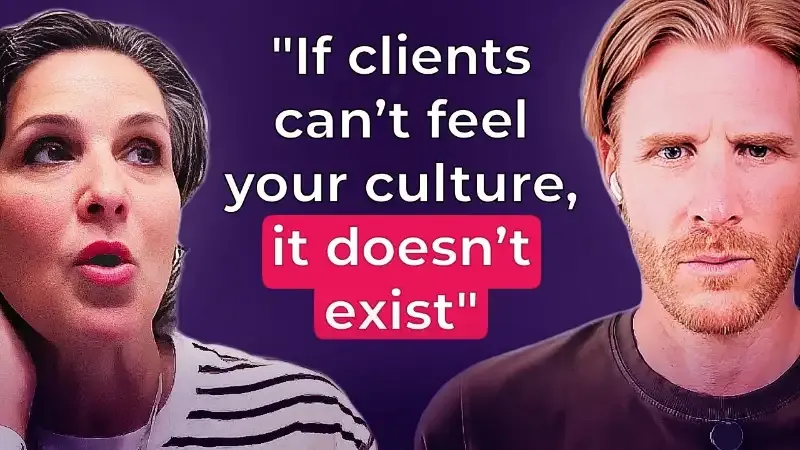 "If clients
can’t feel
your culture,
it doesn’t
exist"